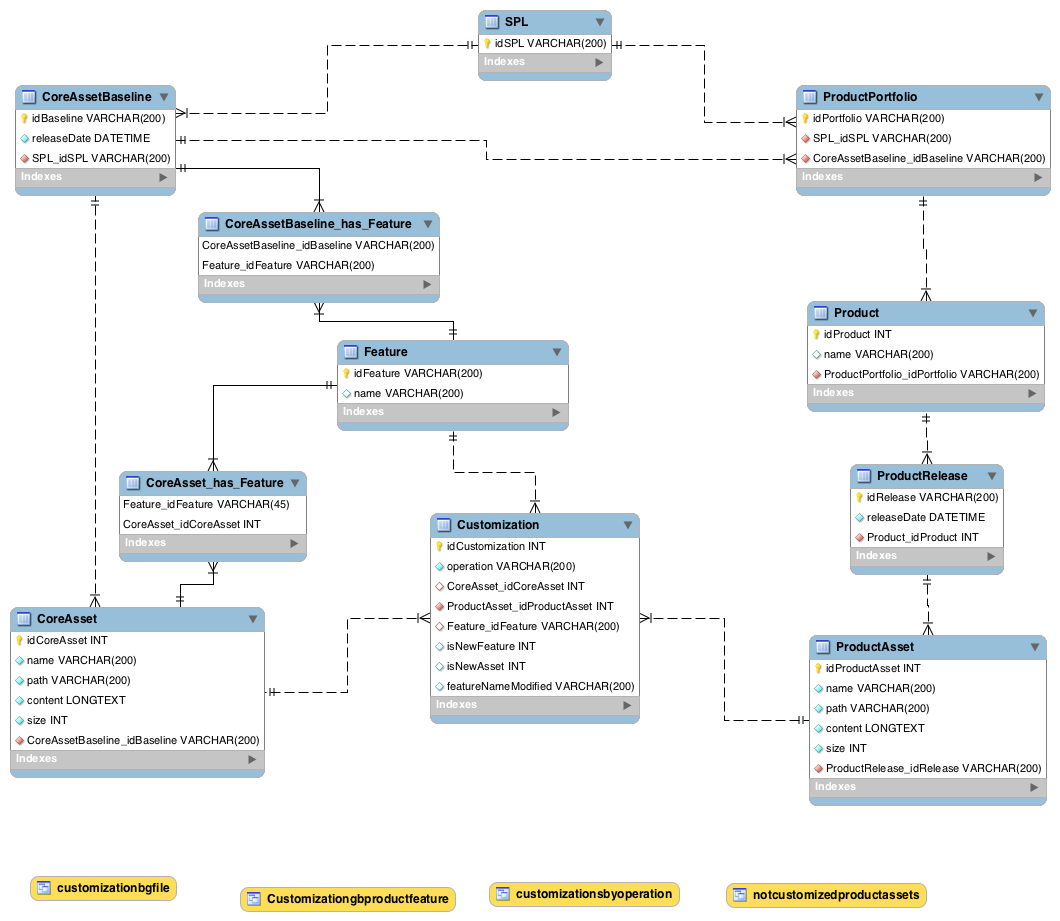 SPL
idSPL VARCHAR(200)
Indexes
CoreAssetBaseline
idBaseline VARCHAR(200)
releaseDate DATETIME
SPL_idSPL VARCHAR(200)
Indexes
ProductPortfolio
idPortfolio VARCHAR(200)
SPL_idSPL VARCHAR(200)
CoreAssetBaseline_idBaseline VARCHAR(200)
Indexes
CoreAssetBaseline_has_Feature
CoreAssetBaseline_idBaseline VARCHAR(200)
Feature_idFeature VARCHAR(200)
Indexes
Product
idProduct INT
name VARCHAR(200)
ProductPortfolio_idPortfolio VARCHAR(200)
Indexes
Feature
idFeature VARCHAR(200)
name VARCHAR(200)
Indexes
CoreAsset_has_Feature
Feature_idFeature VARCHAR(45)
CoreAsset_idCoreAsset INT
Indexes
ProductRelease
idRelease VARCHAR(200)
releaseDate DATETIME
Product_idProduct INT
Indexes
Customization
idCustomization INT
operation VARCHAR(200)
CoreAsset_idCoreAsset INT
ProductAsset_idProductAsset INT
Feature_idFeature VARCHAR(200)
isNewFeature INT
isNewAsset INT
featureNameModified VARCHAR(200)
Indexes
CoreAsset
idCoreAsset INT
name VARCHAR(200)
path VARCHAR(200)
content LONGTEXT
size INT
CoreAssetBaseline_idBaseline VARCHAR(200)
Indexes
ProductAsset
idProductAsset INT
name VARCHAR(200)
path VARCHAR(200)
content LONGTEXT
size INT
ProductRelease_idRelease VARCHAR(200)
Indexes
customizationbgfile
Customizationgbproductfeature
customizationsbyoperation
notcustomizedproductassets